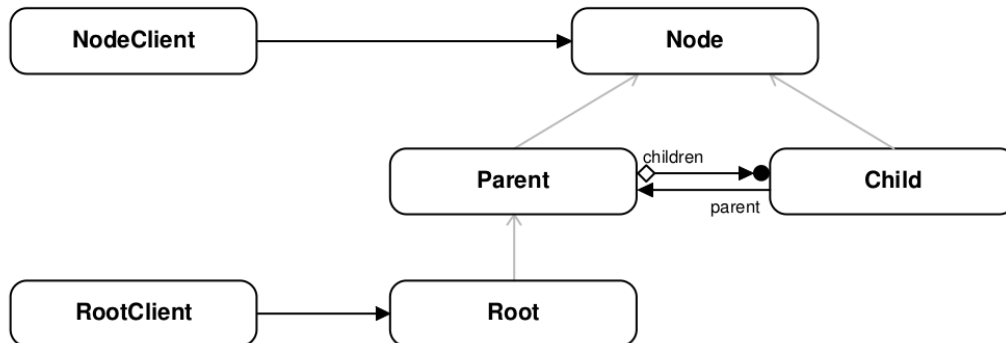 NodeClient
Node
children
Parent
Child
parent
RootClient
Root